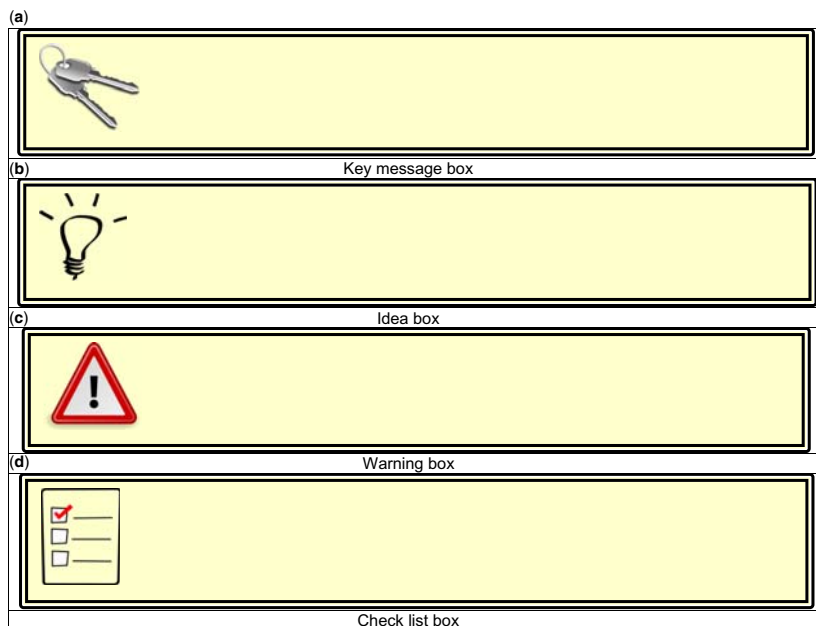 (a)
(b) Key message box
(c) Idea box
!
(d) Warning box
Check list box